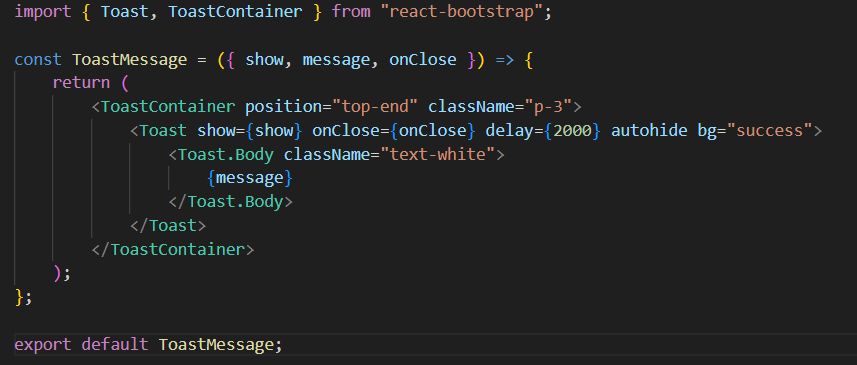 import { Toast, ToastContainer } from "react-bootstrap";
const ToastMessage = ({ show, message, onClose }) => {
return (
<ToastContainer position="top-end" className="p-3">
<Toast show={show} onClose={onClose} delay={2000} autohide bg="success">
<Toast.Body className="text-white">
{message}
</Toast.Body>
</Toast>
</ToastContainer>
);
};
export default ToastMessage;